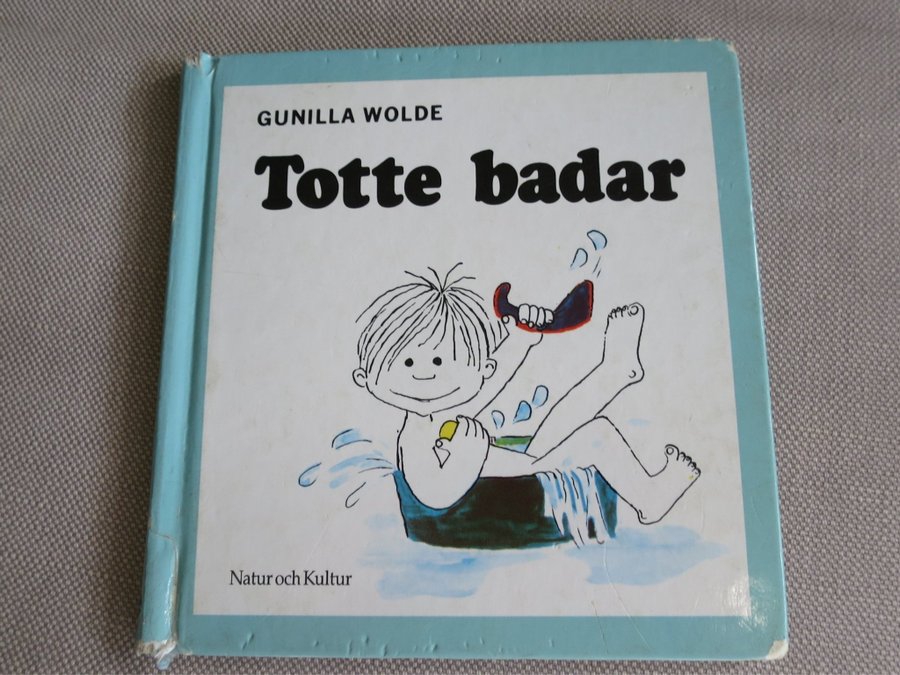 GUNILLA WOLDE
Totte badar
Natur och Kultur